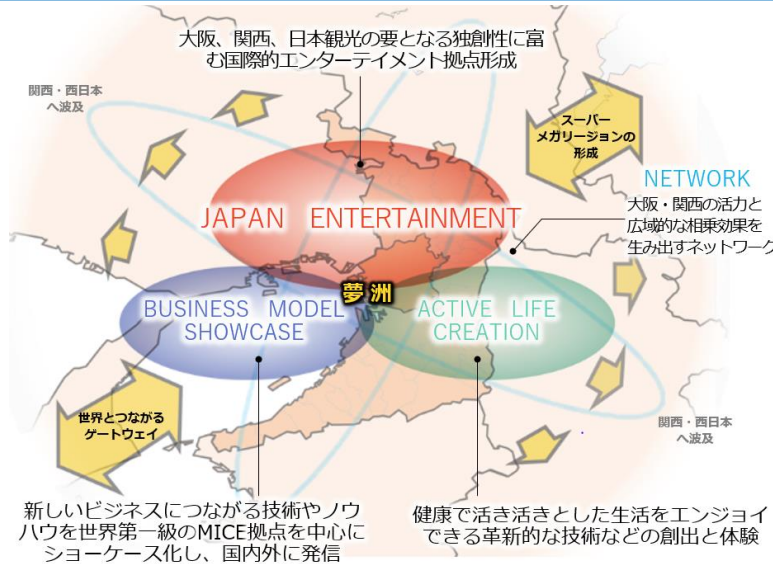 大阪、関西、日本観光の要となる独創性に富
む国際的エンターテイメント拠点形成
関西・西日本
へ波及
スーパー
メガリージョンの
形成
NETWORK
大阪・関西の活力と
広域的な相乗効果を
生み出すネットワーク
JAPAN ENTERTAINMENT
夢洲
BUSINESS MODEL
SHOWCASE
ACTIVE LIFE
CREATION
世界とつながる
ゲートウェイ
関西・西日本
へ波及
新しいビジネスにつながる技術やノウ
ハウを世界第一級のMICE拠点を中心に
ショーケース化し、国内外に発信
健康で活き活きとした生活をエンジョイ
できる革新的な技術などの創出と体験